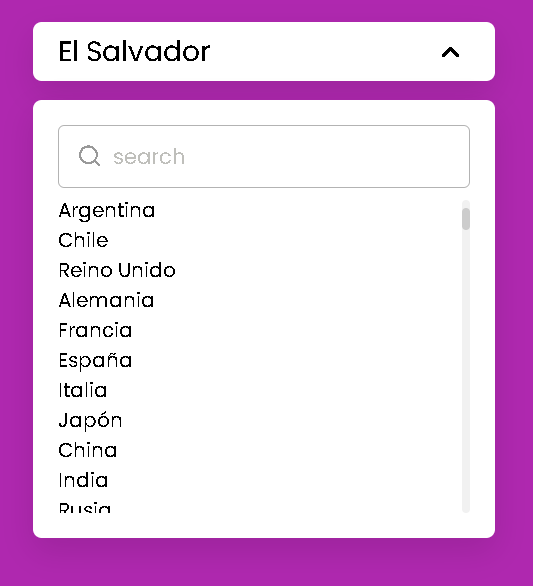 El Salvador
search
Argentina
Chile
Reino Unido
Alemania
Francia
España
Italia
Japón
China
India
Rusia